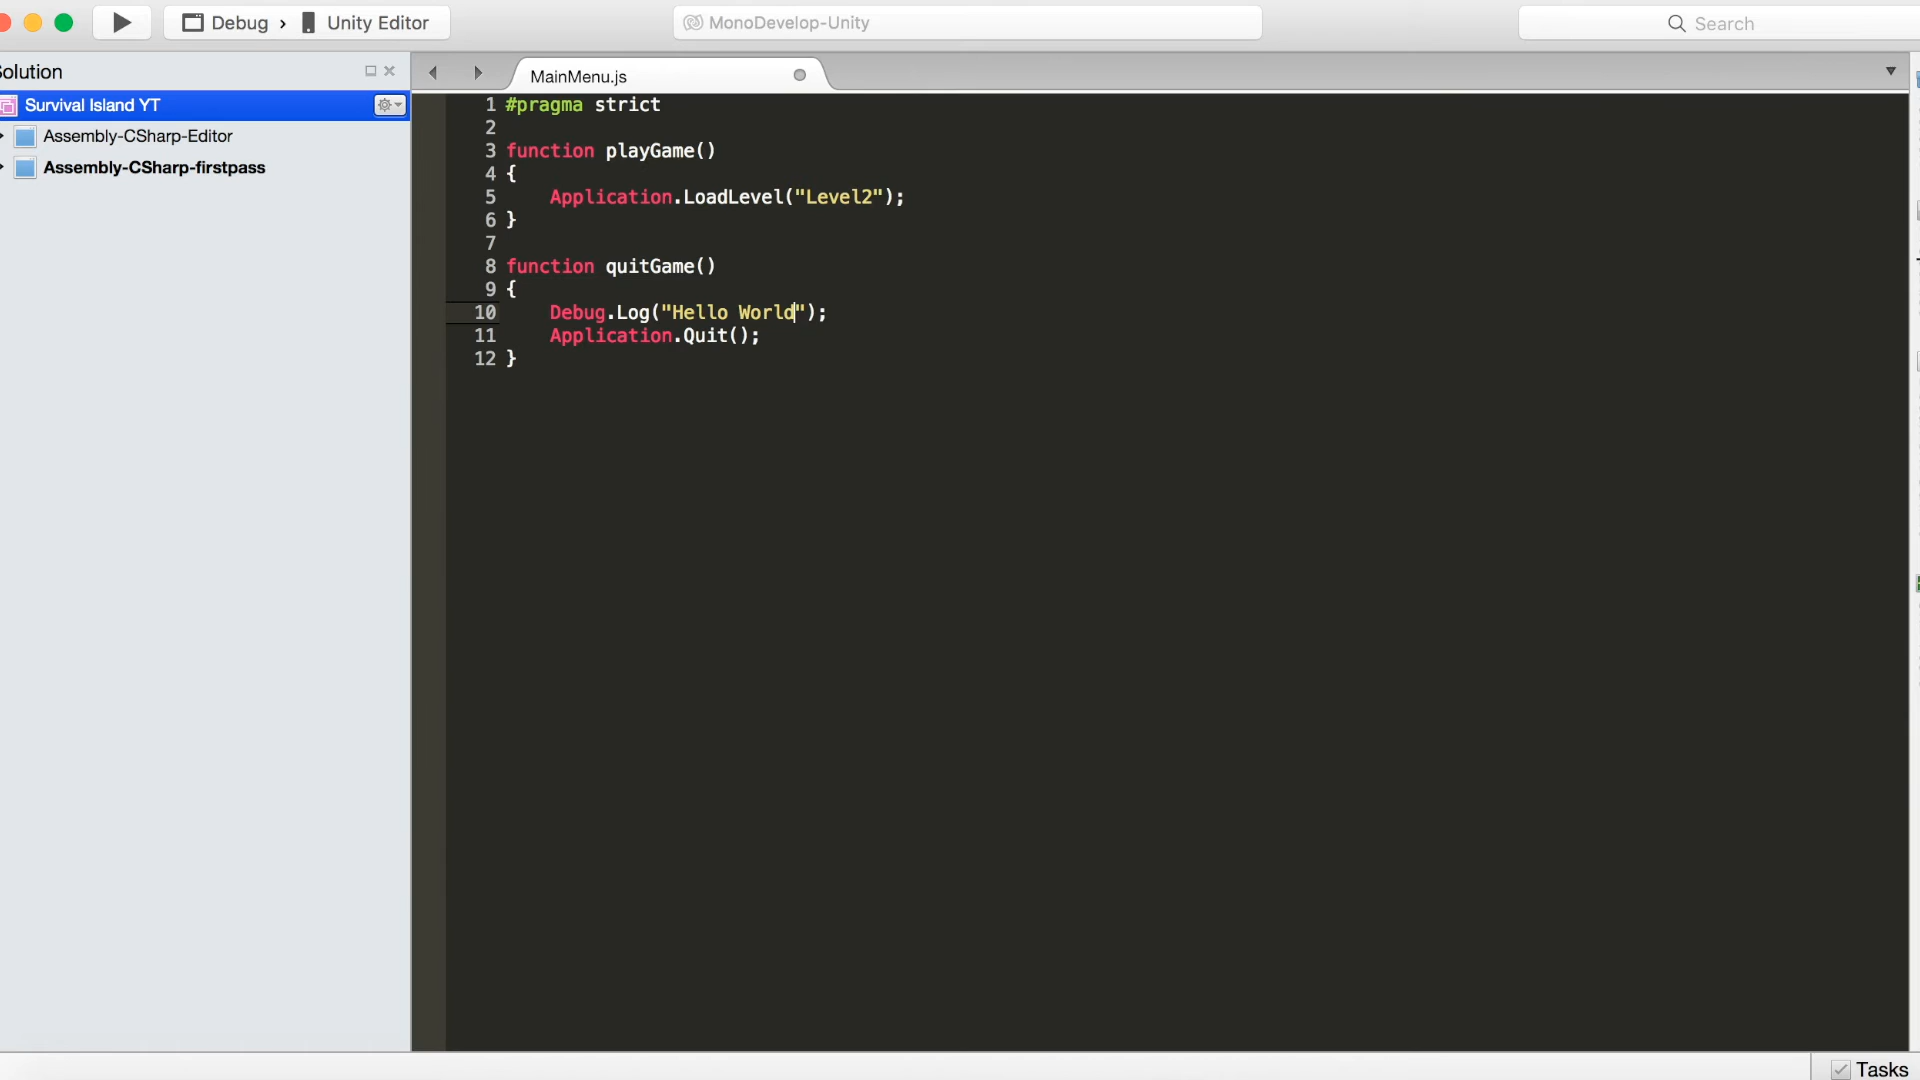 Debug › Unity Editor
MonoDevelop-Unity
Search
olution
Survival Island YT
Assembly-CSharp-Editor
Assembly-CSharp-firstpass
MainMenu.js
1 #pragma strict
2
3 function playGame()
4 {
5 Application.LoadLevel("Level2");
6 }
7
8 function quitGame()
9 {
10 Debug.Log("Hello World");
11 Application.Quit();
12 }
Tasks